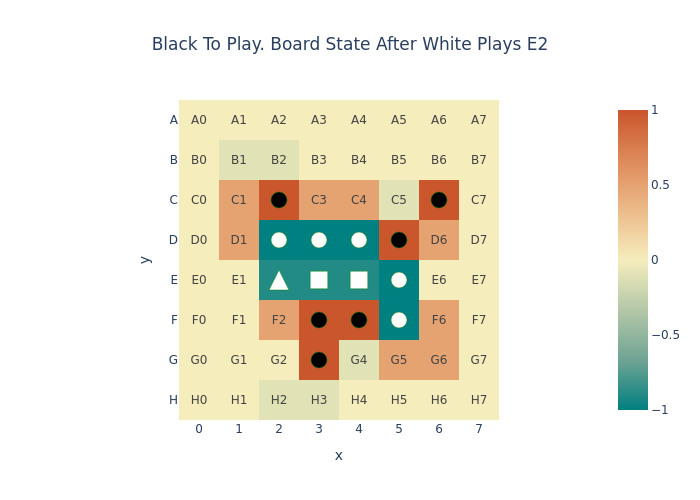 Black To Play. Board State After White Plays E2
A A0 A1 A2 A3 A4 A5 A6 A7 1
B B0 B1 B2 B3 B4 B5 B6 B7
C C0 C1 C3 C4 C5 C7 0.5
D D0 D1 D6 D7
y E E0 E1 E6 E7 0
F F0 F1 F2 F6 F7 −0.5
G G0 G1 G2 G4 G5 G6 G7
H H0 H1 H2 H3 H4 H5 H6 H7 −1
0 1 2 3 4 5 6 7
x